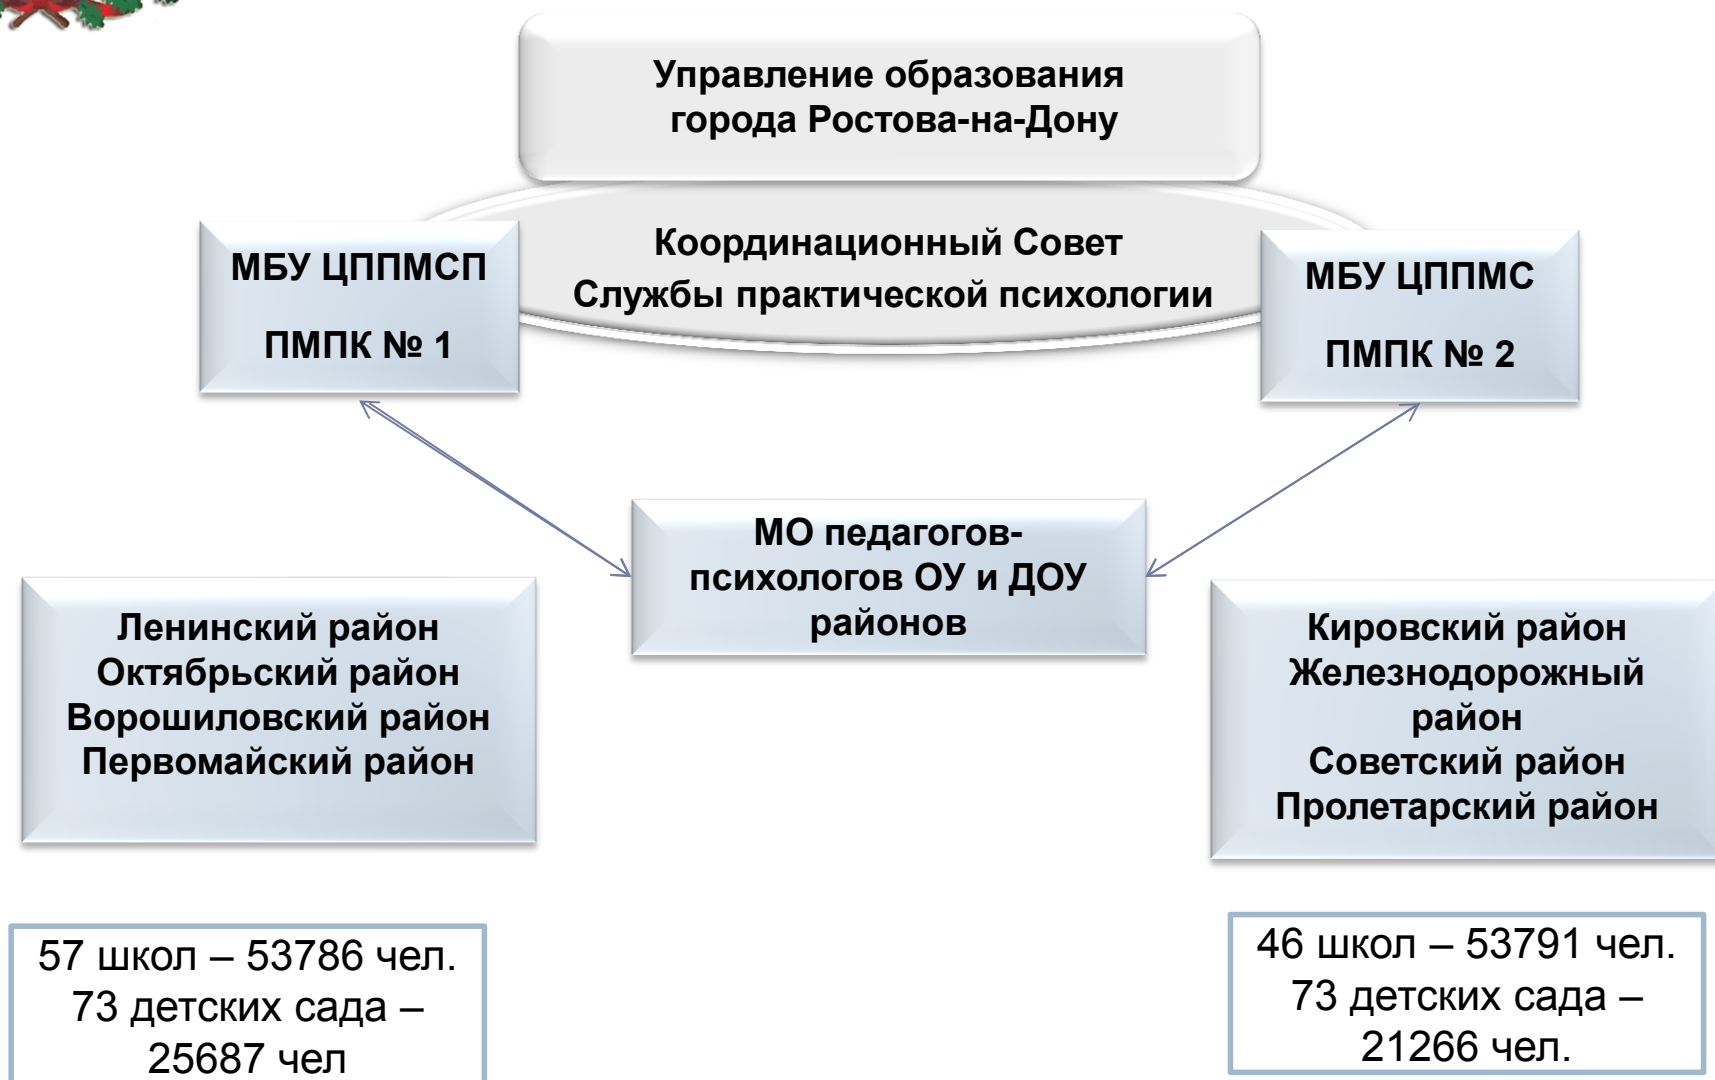 Управление образования
города Ростова-на-Дону
Координационный Совет
Службы практической психологии
МБУ ЦППМСП
ПМПК № 1
МБУ ЦППМС
ПМПК № 2
МО педагогов-
психологов ОУ и ДОУ
районов
Ленинский район
Октябрьский район
Ворошиловский район
Первомайский район
Кировский район
Железнодорожный
район
Советский район
Пролетарский район
57 школ – 53786 чел.
73 детских сада –
25687 чел
46 школ – 53791 чел.
73 детских сада –
21266 чел.